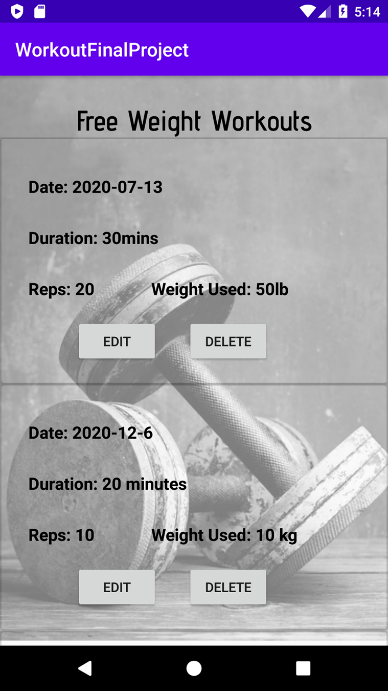 5:14
WorkoutFinalProject
Free Weight Workouts
Date: 2020-07-13
Duration: 30mins
Reps: 20 Weight Used: 50lb
EDIT DELETE
Date: 2020-12-6
Duration: 20 minutes
Reps: 10 Weight Used: 10 kg
EDIT DELETE